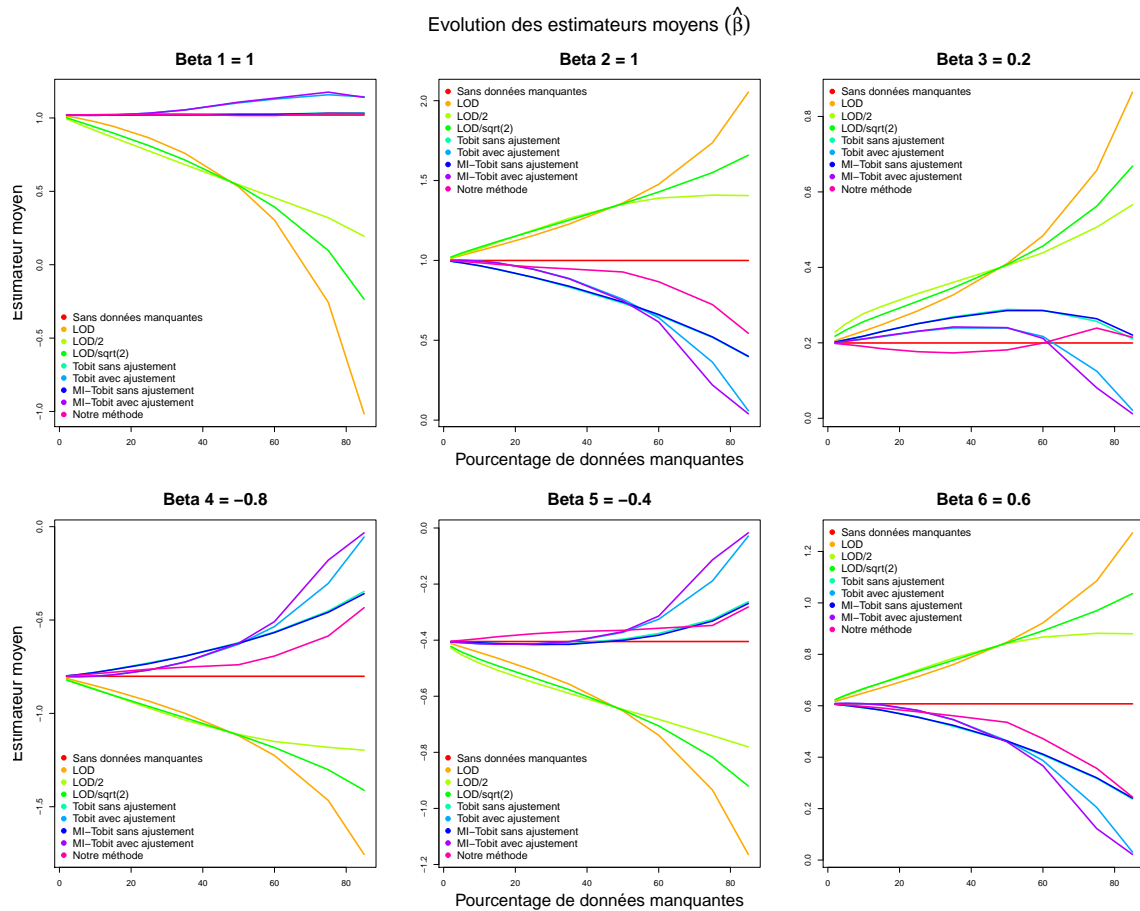 Evolution des estimateurs moyens (β̂)
Beta 1 = 1
Estimateur moyen
1.0
0.5
0.0
−0.5
−1.0
Sans données manquantes
LOD
LOD/2
LOD/sqrt(2)
Tobit sans ajustement
Tobit avec ajustement
MI−Tobit sans ajustement
MI−Tobit avec ajustement
Notre méthode
0 20 40 60 80
Beta 2 = 1
2.0
1.5
1.0
0.5
0.0
Sans données manquantes
LOD
LOD/2
LOD/sqrt(2)
Tobit sans ajustement
Tobit avec ajustement
MI−Tobit sans ajustement
MI−Tobit avec ajustement
Notre méthode
0 20 40 60 80
Pourcentage de données manquantes
Beta 3 = 0.2
0.8
0.6
0.4
0.2
0.0
Sans données manquantes
LOD
LOD/2
LOD/sqrt(2)
Tobit sans ajustement
Tobit avec ajustement
MI−Tobit sans ajustement
MI−Tobit avec ajustement
Notre méthode
0 20 40 60 80
Beta 4 = −0.8
Estimateur moyen
0.0
−0.5
−1.0
−1.5
Sans données manquantes
LOD
LOD/2
LOD/sqrt(2)
Tobit sans ajustement
Tobit avec ajustement
MI−Tobit sans ajustement
MI−Tobit avec ajustement
Notre méthode
0 20 40 60 80
Beta 5 = −0.4
0.0
−0.2
−0.4
−0.6
−0.8
−1.0
−1.2
Sans données manquantes
LOD
LOD/2
LOD/sqrt(2)
Tobit sans ajustement
Tobit avec ajustement
MI−Tobit sans ajustement
MI−Tobit avec ajustement
Notre méthode
0 20 40 60 80
Pourcentage de données manquantes
Beta 6 = 0.6
1.2
1.0
0.8
0.6
0.4
0.2
0.0
Sans données manquantes
LOD
LOD/2
LOD/sqrt(2)
Tobit sans ajustement
Tobit avec ajustement
MI−Tobit sans ajustement
MI−Tobit avec ajustement
Notre méthode
0 20 40 60 80